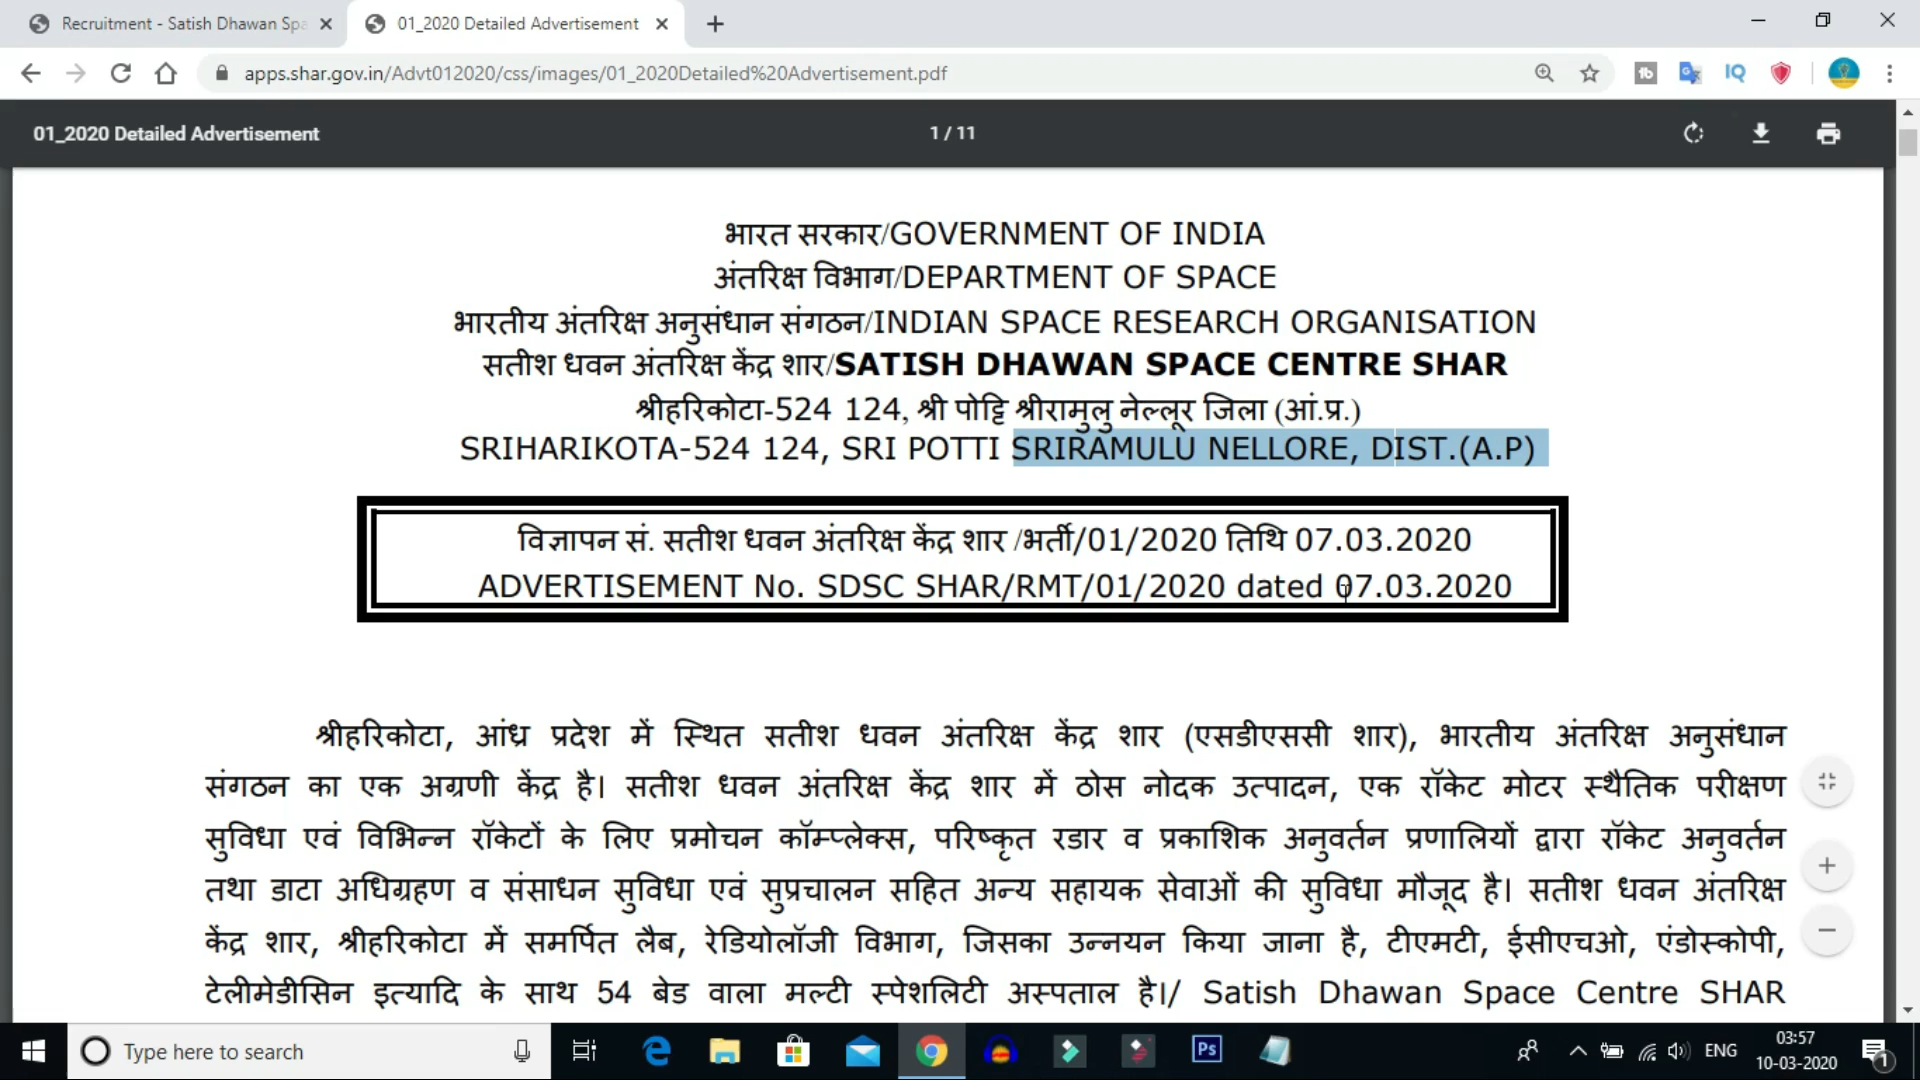 Recruitment - Satish Dhawan Spa
01_2020 Detailed Advertisement
apps.shar.gov.in/Advt012020/css/images/01_2020Detailed%20Advertisement.pdf
01_2020 Detailed Advertisement
1 / 11
भारत सरकार/GOVERNMENT OF INDIA
अंतरिक्ष विभाग/DEPARTMENT OF SPACE
भारतीय अंतरिक्ष अनुसंधान संगठन/INDIAN SPACE RESEARCH ORGANISATION
सतीश धवन अंतरिक्ष केंद्र शार/SATISH DHAWAN SPACE CENTRE SHAR
श्रीहरिकोटा-524 124, श्री पोट्टि श्रीरामुलु नेल्लूर जिला (आं.प्र.)
SRIHARIKOTA-524 124, SRI POTTI SRIRAMULU NELLORE, DIST.(A.P)
विज्ञापन सं. सतीश धवन अंतरिक्ष केंद्र शार /भर्ती/01/2020 तिथि 07.03.2020
ADVERTISEMENT No. SDSC SHAR/RMT/01/2020 dated 07.03.2020
श्रीहरिकोटा, आंध्र प्रदेश में स्थित सतीश धवन अंतरिक्ष केंद्र शार (एसडीएससी शार), भारतीय अंतरिक्ष अनुसंधान
संगठन का एक अग्रणी केंद्र है। सतीश धवन अंतरिक्ष केंद्र शार में ठोस नोदक उत्पादन, एक रॉकेट मोटर स्थैतिक परीक्षण
सुविधा एवं विभिन्न रॉकेटों के लिए प्रमोचन कॉम्प्लेक्स, परिष्कृत रडार व प्रकाशिक अनुवर्तन प्रणालियों द्वारा रॉकेट अनुवर्तन
तथा डाटा अधिग्रहण व संसाधन सुविधा एवं सुप्रचालन सहित अन्य सहायक सेवाओं की सुविधा मौजूद है। सतीश धवन अंतरिक्ष
केंद्र शार, श्रीहरिकोटा में समर्पित लैब, रेडियोलॉजी विभाग, जिसका उन्नयन किया जाना है, टीएमटी, ईसीएचओ, एंडोस्कोपी,
टेलीमेडीसिन इत्यादि के साथ 54 बेड वाला मल्टी स्पेशलिटी अस्पताल है।/ Satish Dhawan Space Centre SHAR
Type here to search
Ps
ENG
03:57
10-03-2020
1